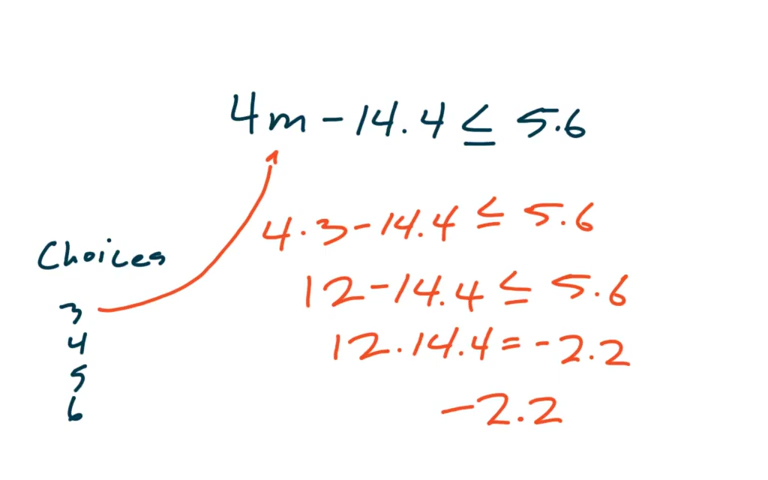 4m - 14.4 ≤ 5.6
4.3 - 14.4 ≤ 5.6
Choices
12 - 14.4 ≤ 5.6
3
12.14.4 = -2.2
4
5
-2.2
6